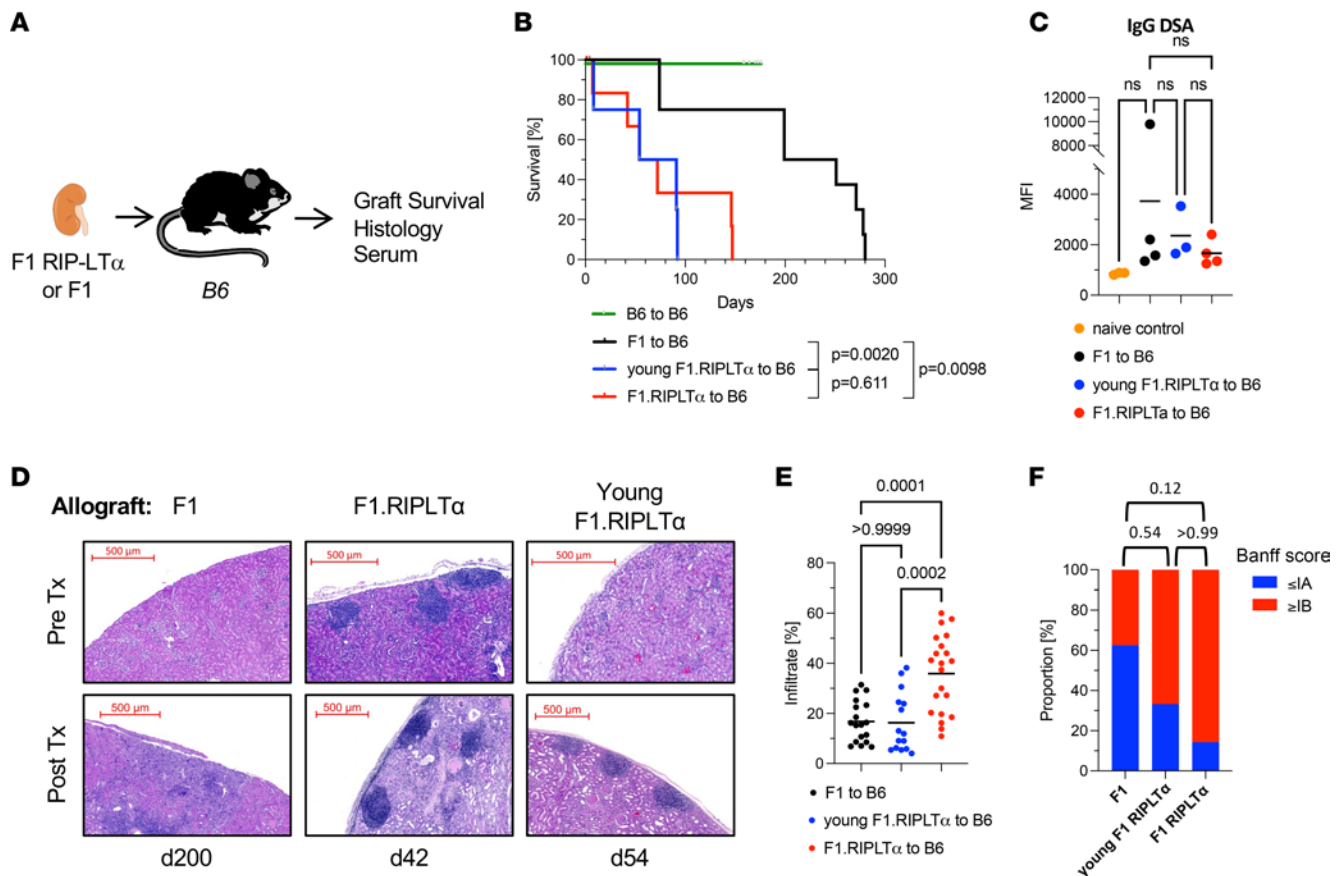 A
F1 RIP-LTα
or F1
B6
Graft Survival
Histology
Serum
B
Survival [%]
100
80
60
40
20
0
0
100
200
300
Days
B6 to B6
F1 to B6
young F1.RIPLTα to B6
F1.RIPLTα to B6
p=0.0020
p=0.611
p=0.0098
C
IgG DSA
ns
ns
ns
ns
MFI
12000
10000
8000
4000
2000
0
naive control
F1 to B6
young F1.RIPLTα to B6
F1.RIPLTa to B6
D
Allograft:
F1
F1.RIPLTα
Young
F1.RIPLTα
Pre Tx
500 µm
500 µm
500 µm
Post Tx
500 µm
500 µm
500 µm
d200
d42
d54
E
0.0001
>0.9999
0.0002
Infiltrate [%]
80
60
40
20
0
F1 to B6
young F1.RIPLTα to B6
F1.RIPLTα to B6
F
0.12
0.54
>0.99
Banff score
≤IA
≥IB
Proportion [%]
100
80
60
40
20
0
F1
young F1 RIPLTα
F1 RIPLTα